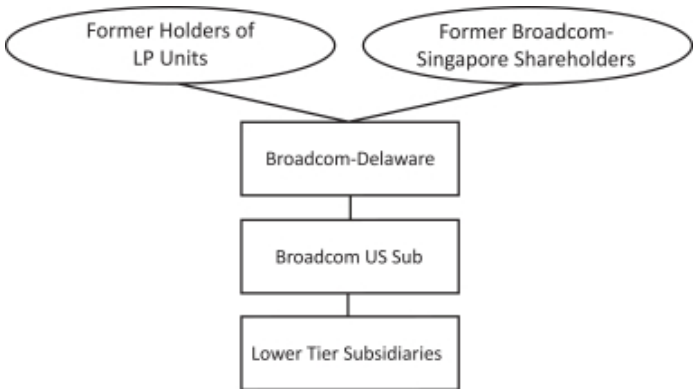 Former Holders of
LP Units
Former Broadcom-
Singapore Shareholders
Broadcom-Delaware
Broadcom US Sub
Lower Tier Subsidiaries